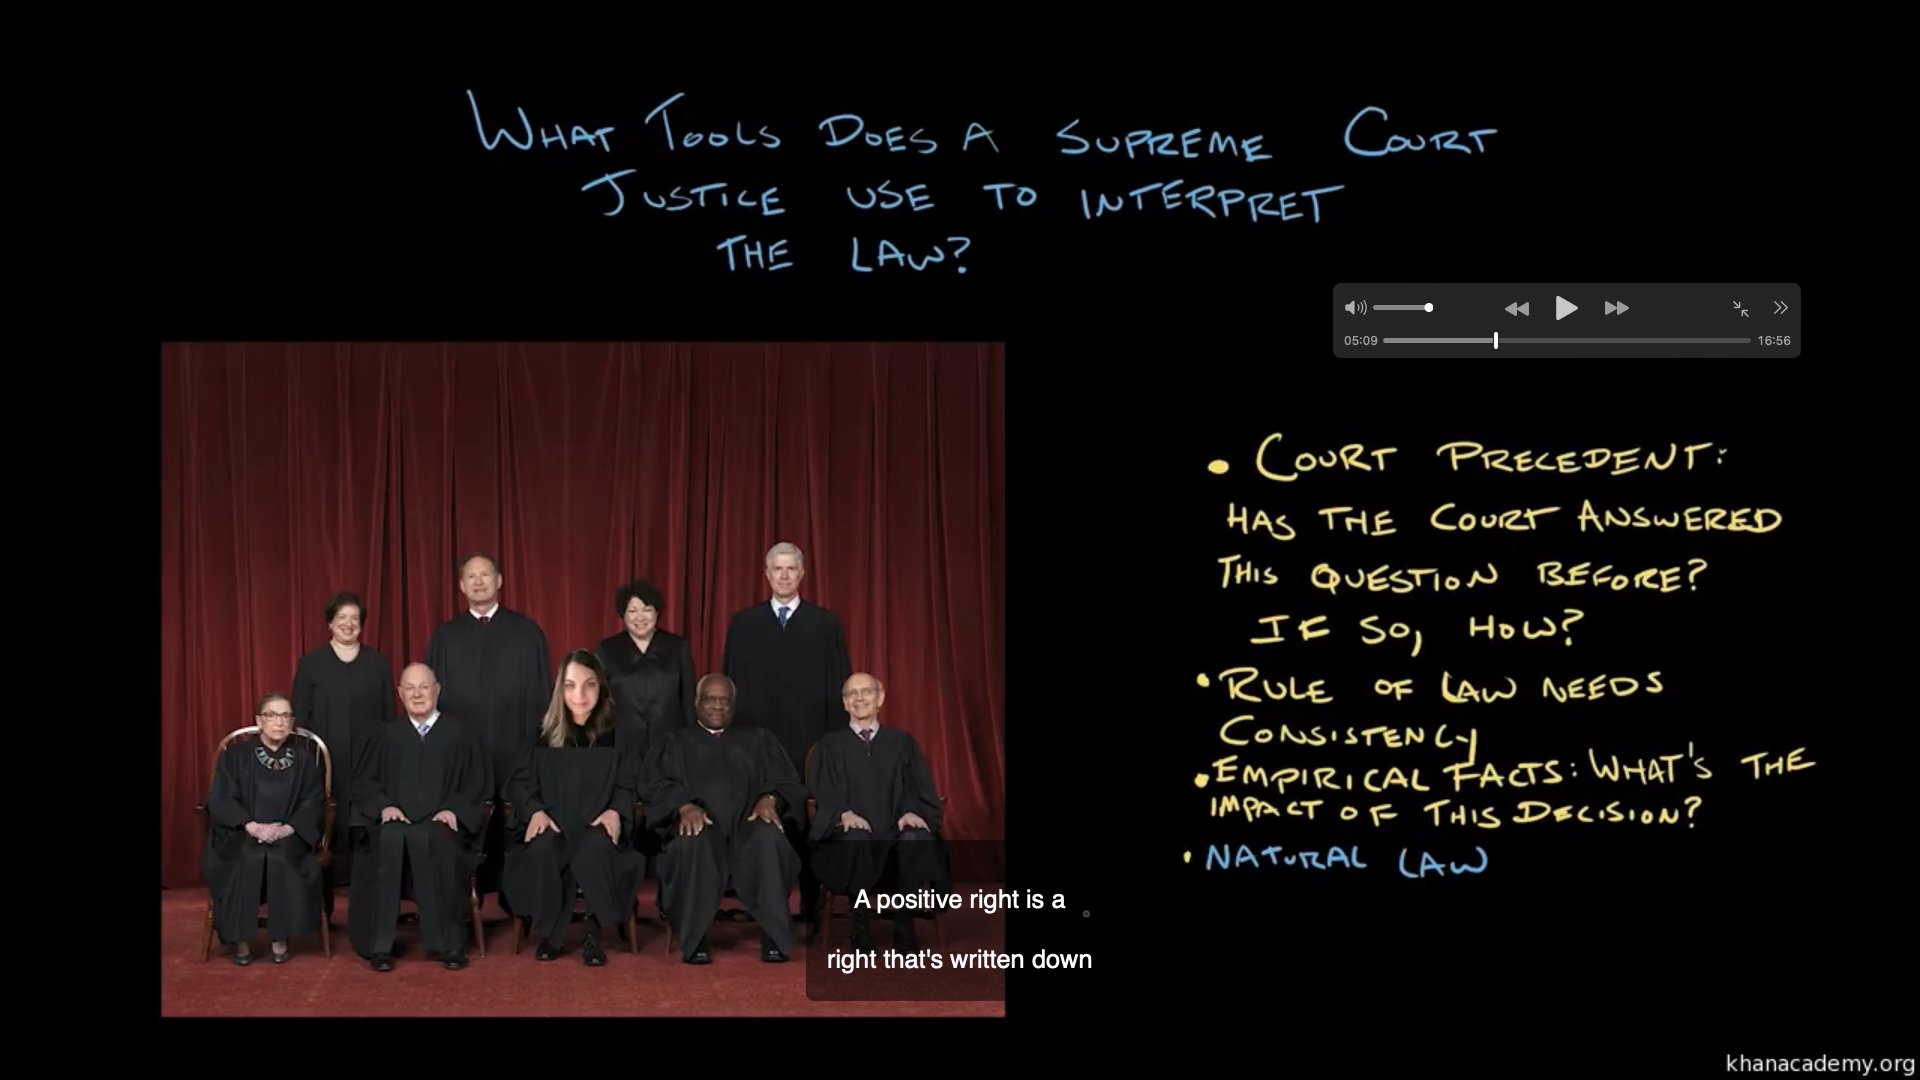 WHAT TOOLS DOES A SUPREME COURT
JUSTICE USE TO INTERPRET
THE LAW?
05:09
16:56
• COURT PRECEDENT:
HAS THE COURT ANSWERED
THIS QUESTION BEFORE?
IF SO, HOW?
• RULE OF LAW NEEDS
CONSISTENCY
• EMPIRICAL FACTS: WHAT'S THE
IMPACT OF THIS DECISION?
• NATURAL LAW
A positive right is a
right that's written down
khanacademy.org